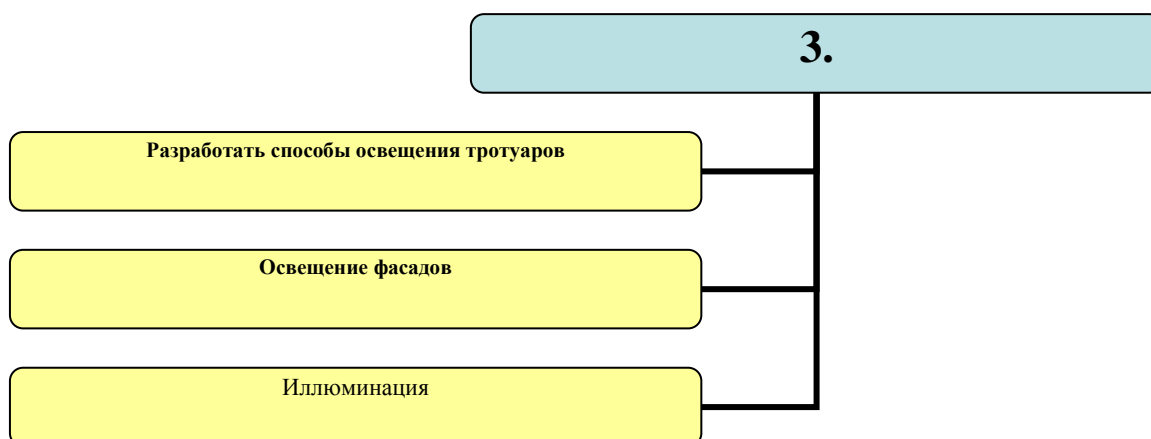 3.
Разработать способы освещения тротуаров
Освещение фасадов
Иллюминация